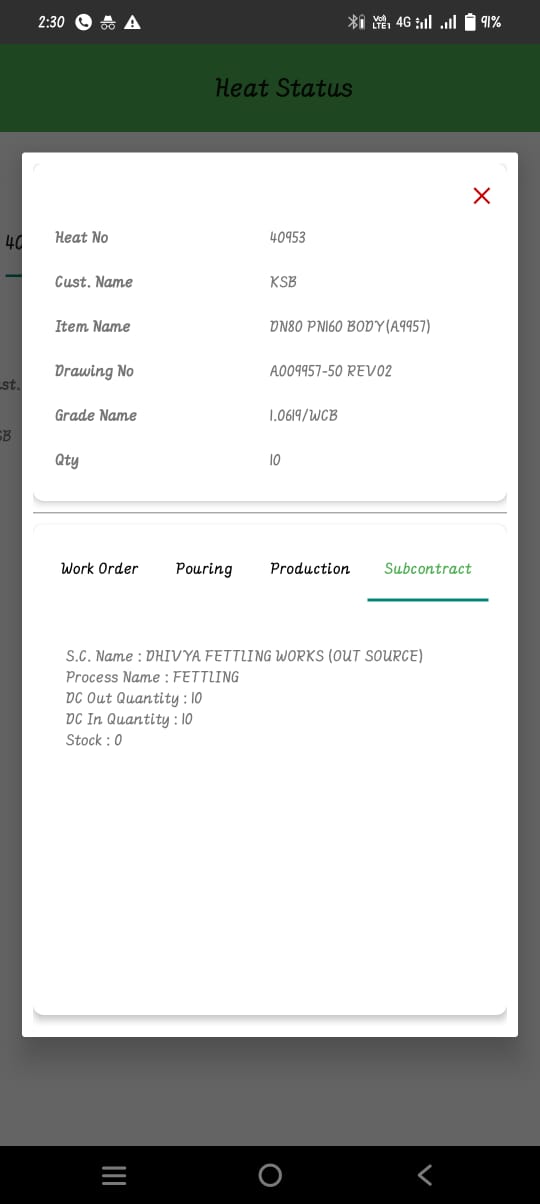 2:30 Vo) LTE1 4G 91%
Heat Status
40
Heat No 40953
Cust. Name KSB
Item Name DN80 PN160 BODY(A9957)
Drawing No A009957-50 REV02
ust.
Grade Name 1.0619/WCB
SB
Qty 10
Work Order Pouring Production Subcontract
S.C. Name : DHIVYA FETTLING WORKS (OUT SOURCE)
Process Name : FETTLING
DC Out Quantity : 10
DC In Quantity : 10
Stock : 0